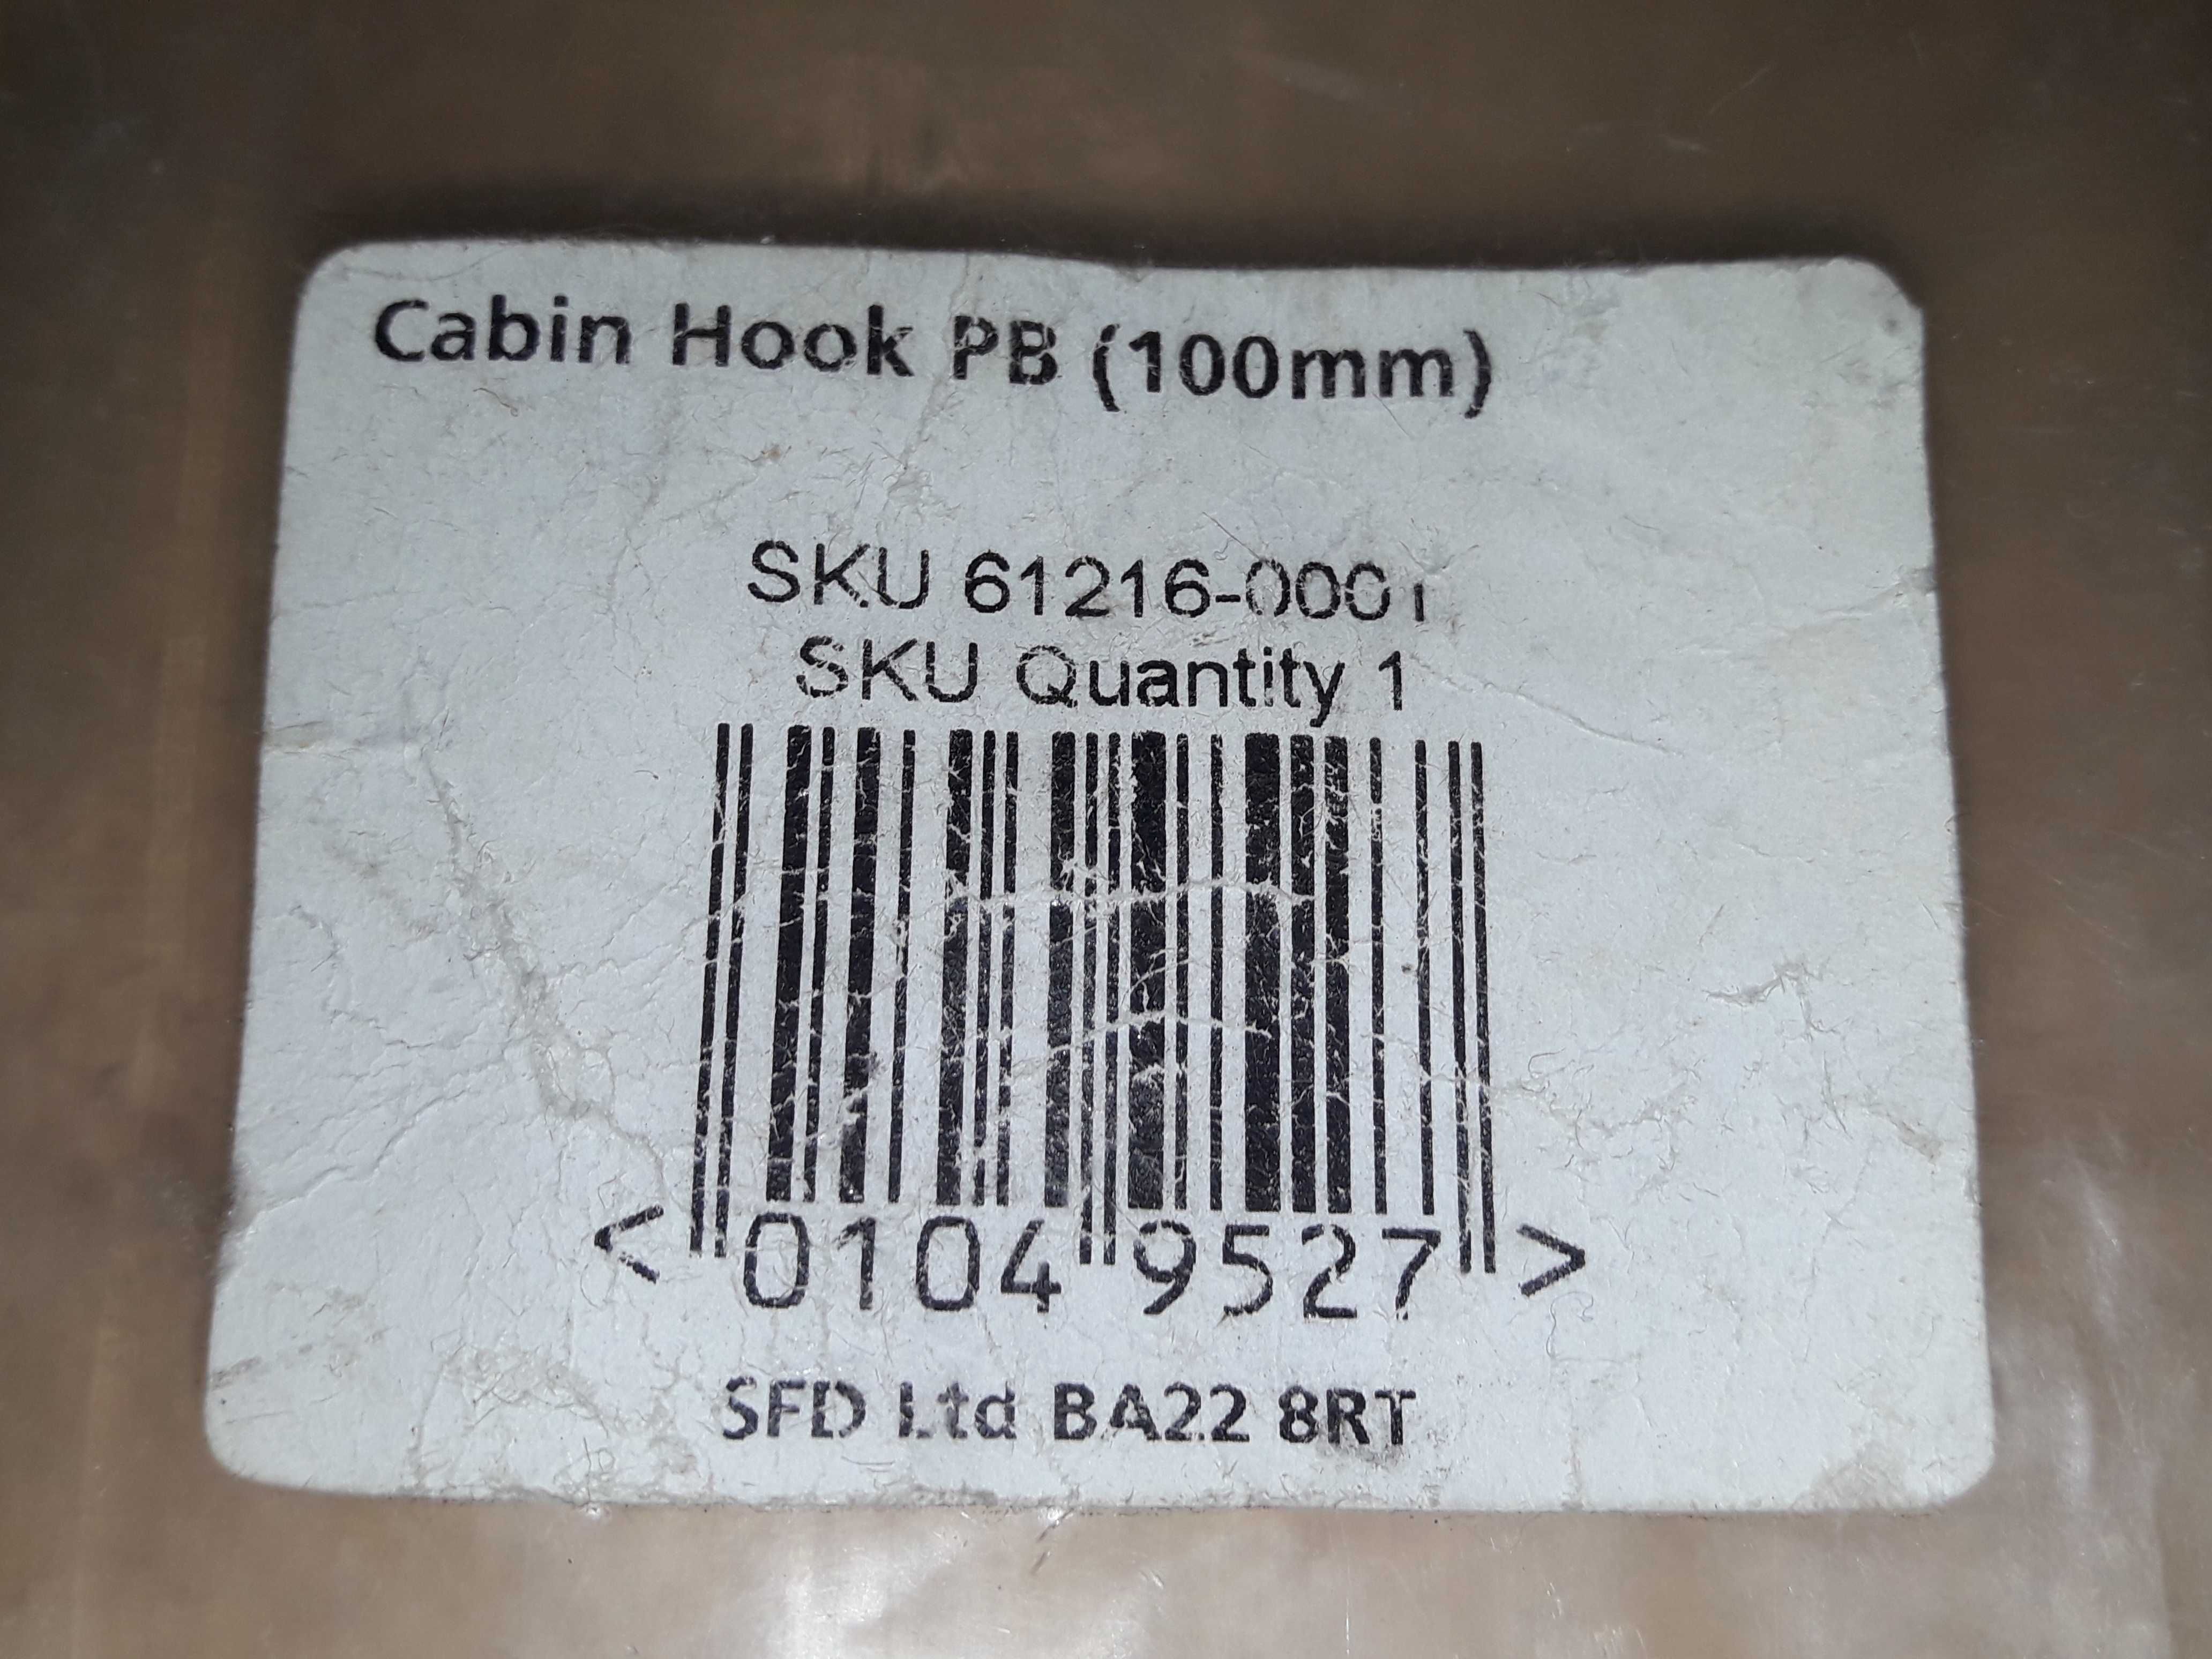 Cabin Hook PB (100mm)
SKU 61216-0001
SKU Quantity 1
< 0104 9527 >
SFD Ltd BA22 8RT